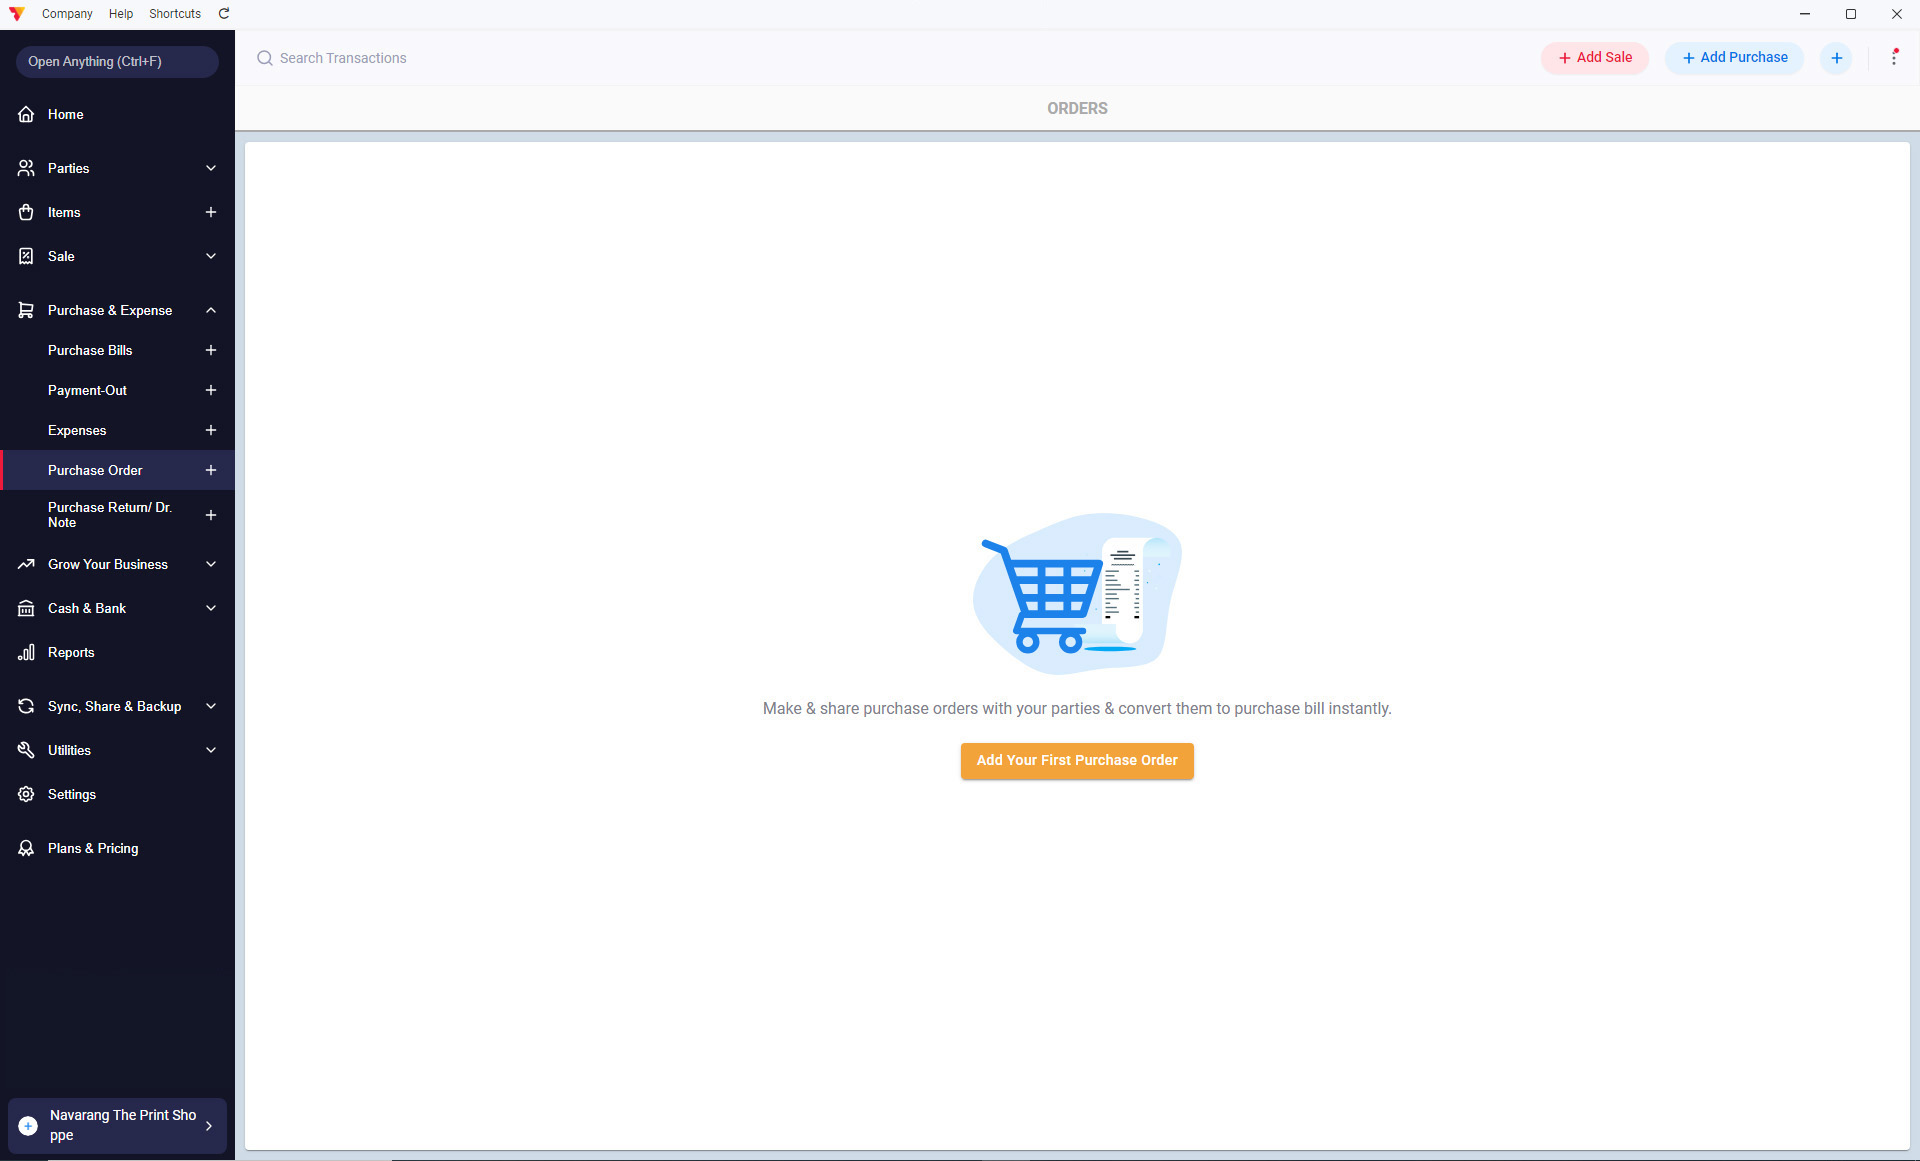 Company Help Shortcuts
Open Anything (Ctrl+F)
Search Transactions
+ Add Sale
+ Add Purchase
ORDERS
Home
Parties
Items
Sale
Purchase & Expense
Purchase Bills
Payment-Out
Expenses
Purchase Order
Purchase Return/ Dr.
Note
Grow Your Business
Cash & Bank
Reports
Sync, Share & Backup
Utilities
Settings
Plans & Pricing
Navarang The Print Sho
ppe
Make & share purchase orders with your parties & convert them to purchase bill instantly.
Add Your First Purchase Order